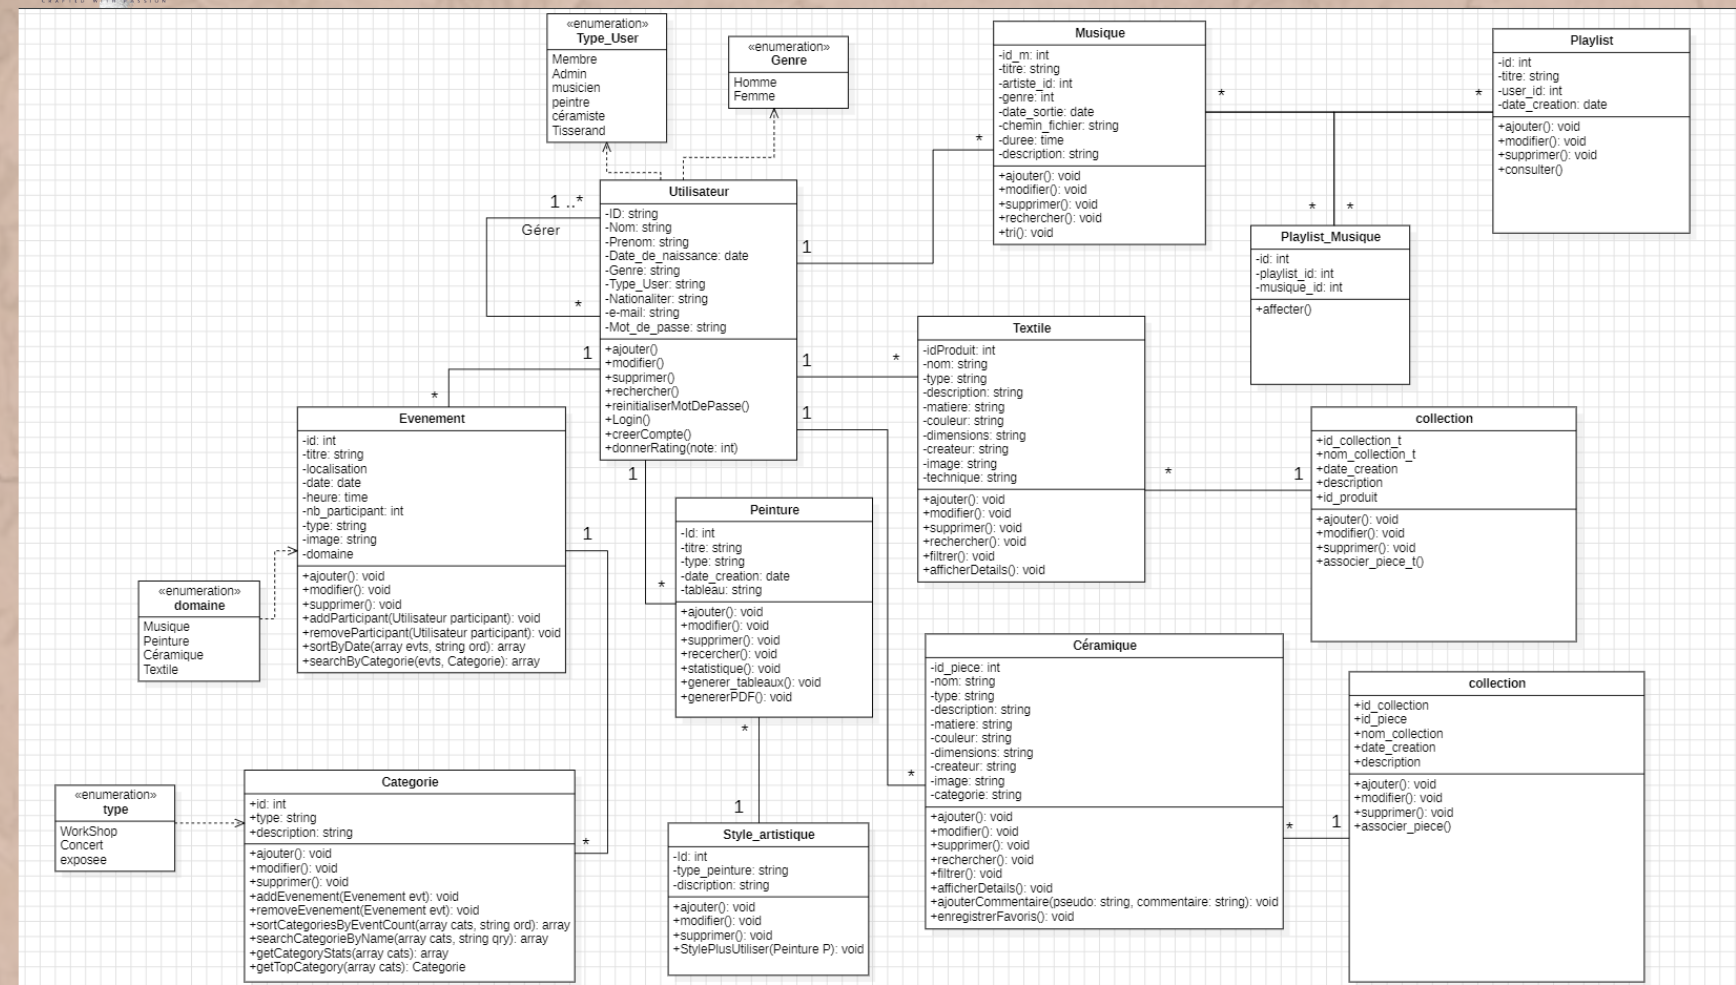 CRAFTED WITH PASSION
«enumeration»
Type_User
Membre
Admin
musicien
peintre
céramiste
Tisserand
«enumeration»
Genre
Homme
Femme
Musique
-id_m: int
-titre: string
-artiste_id: int
-genre: int
-date_sortie: date
-chemin_fichier: string
-duree: time
-description: string
+ajouter(): void
+modifier(): void
+supprimer(): void
+rechercher(): void
+tri(): void
*
*
Playlist
-id: int
-titre: string
-user_id: int
-date_creation: date
+ajouter(): void
+modifier(): void
+supprimer(): void
+consulter()
* *
Playlist_Musique
-id: int
-playlist_id: int
-musique_id: int
+affecter()
1 ..*
Gérer
*
Utilisateur
-ID: string
-Nom: string
-Prenom: string
-Date_de_naissance: date
-Genre: string
-Type_User: string
-Nationaliter: string
-e-mail: string
-Mot_de_passe: string
+ajouter()
+modifier()
+supprimer()
+rechercher()
+reinitialiserMotDePasse()
+Login()
+creerCompte()
+donnerRating(note: int)
1
*
1
*
1
1
*
1
Textile
-idProduit: int
-nom: string
-type: string
-description: string
-matiere: string
-couleur: string
-dimensions: string
-createur: string
-image: string
-technique: string
+ajouter(): void
+modifier(): void
+supprimer(): void
+rechercher(): void
+filtrer(): void
+afficherDetails(): void
*
1
collection
+id_collection_t
+nom_collection_t
+date_creation
+description
+id_produit
+ajouter(): void
+modifier(): void
+supprimer(): void
+associer_piece_t()
Evenement
-id: int
-titre: string
-localisation
-date: date
-heure: time
-nb_participant: int
-type: string
-image: string
-domaine
+ajouter(): void
+modifier(): void
+supprimer(): void
+addParticipant(Utilisateur participant): void
+removeParticipant(Utilisateur participant): void
+sortByDate(array evts, string ord): array
+searchByCategorie(evts, Categorie): array
1
*
«enumeration»
domaine
Musique
Peinture
Céramique
Textile
Peinture
-Id: int
-titre: string
-type: string
-date_creation: date
-tableau: string
+ajouter(): void
+modifier(): void
+supprimer(): void
+recercher(): void
+statistique(): void
+generer_tableaux(): void
+genererPDF(): void
*
*
1
Style_artistique
-Id: int
-type_peinture: string
-discription: string
+ajouter(): void
+modifier(): void
+supprimer(): void
+StylePlusUtiliser(Peinture P): void
*
Céramique
-id_piece: int
-nom: string
-type: string
-description: string
-matiere: string
-couleur: string
-dimensions: string
-createur: string
-image: string
-categorie: string
+ajouter(): void
+modifier(): void
+supprimer(): void
+rechercher(): void
+filtrer(): void
+afficherDetails(): void
+ajouterCommentaire(pseudo: string, commentaire: string): void
+enregistrerFavoris(): void
*
1
collection
+id_collection
+id_piece
+nom_collection
+date_creation
+description
+ajouter(): void
+modifier(): void
+supprimer(): void
+associer_piece()
«enumeration»
type
WorkShop
Concert
exposee
Categorie
+id: int
+type: string
+description: string
+ajouter(): void
+modifier(): void
+supprimer(): void
+addEvenement(Evenement evt): void
+removeEvenement(Evenement evt): void
+sortCategoriesByEventCount(array cats, string ord): array
+searchCategorieByName(array cats, string qry): array
+getCategoryStats(array cats): array
+getTopCategory(array cats): Categorie